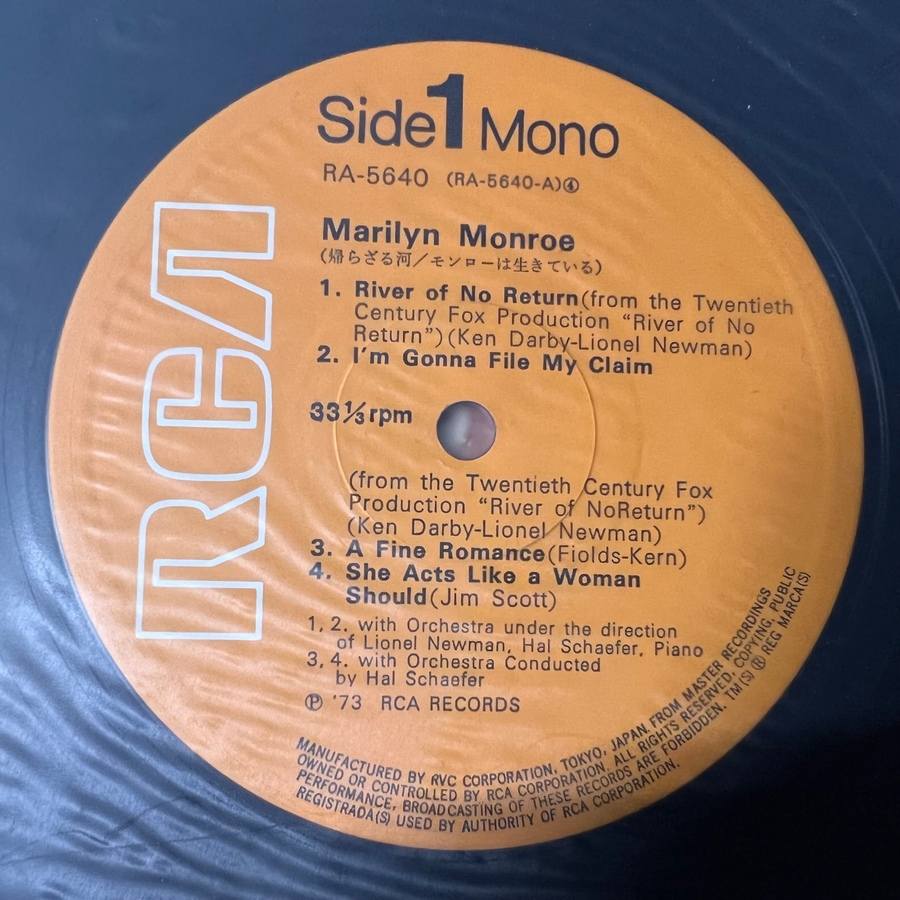 Side 1 Mono
RA-5640 (RA-5640-A)④
RCA
Marilyn Monroe
(帰らざる河／モンローは生きている)
1. River of No Return(from the Twentieth
Century Fox Production “River of No
Return”)(Ken Darby-Lionel Newman)
2. I’m Gonna File My Claim
33⅓rpm
(from the Twentieth Century Fox
Production “River of NoReturn”)
(Ken Darby-Lionel Newman)
3. A Fine Romance(Fiolds-Kern)
4. She Acts Like a Woman
Should(Jim Scott)
1, 2. with Orchestra under the direction
of Lionel Newman, Hal Schaefer, Piano
3, 4. with Orchestra Conducted
by Hal Schaefer
Ⓟ '73 RCA RECORDS
MANUFACTURED BY RVC CORPORATION, TOKYO, JAPAN FROM MASTER RECORDINGS
OWNED OR CONTROLLED BY RCA CORPORATION. ALL RIGHTS RESERVED, COPYING, PUBLIC
PERFORMANCE, BROADCASTING OF THESE RECORDS ARE FORBIDDEN. TM(S) ® REG MARCA(S)
REGISTRADA(S) USED BY AUTHORITY OF RCA CORPORATION.